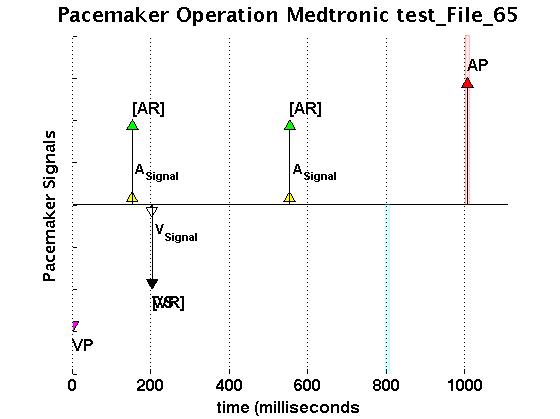 Pacemaker Operation Medtronic test_File_65
AP
[AR] [AR]
A Signal A Signal
V Signal
VP
0 200 400 600 800 1000
time (milliseconds
Pacemaker Signals